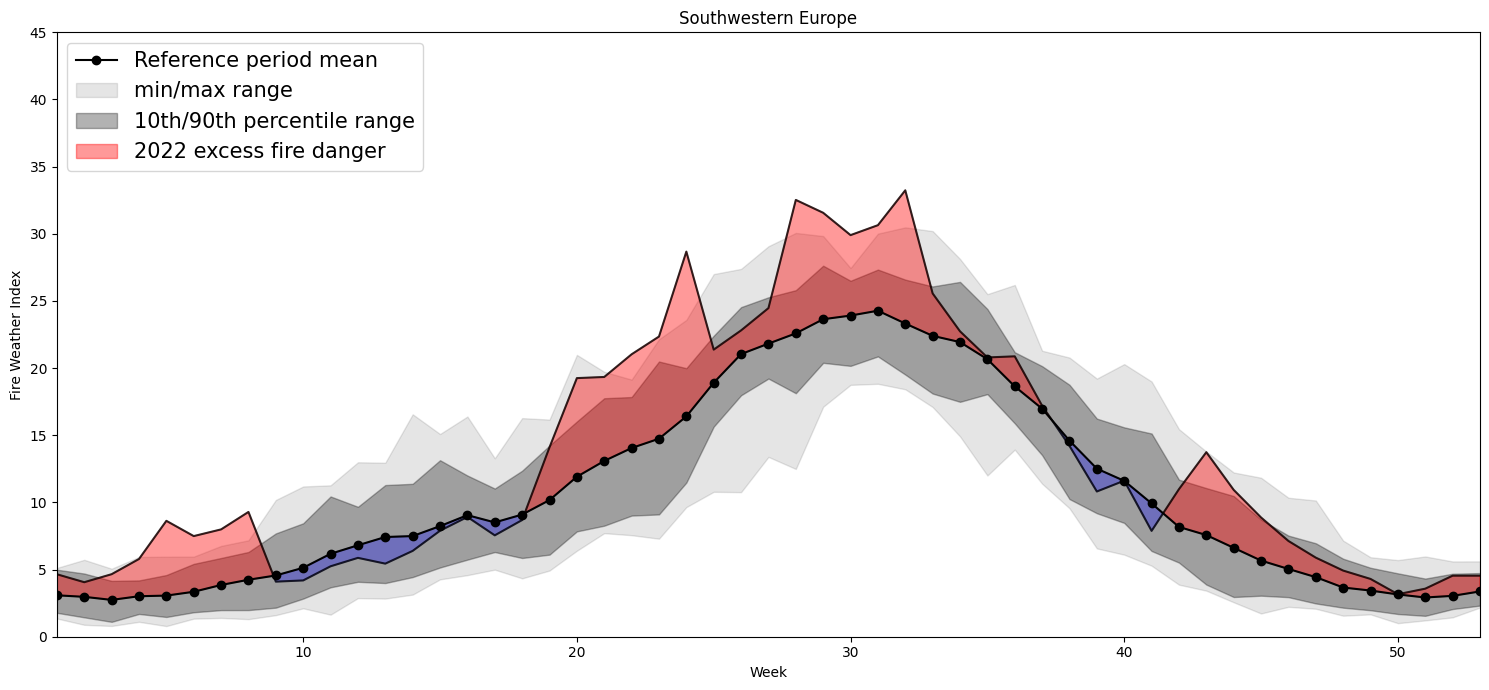 Southwestern Europe
45
40
35
30
25
20
15
10
5
0
Fire Weather Index
Reference period mean
min/max range
10th/90th percentile range
2022 excess fire danger
10
20
30
40
50
Week